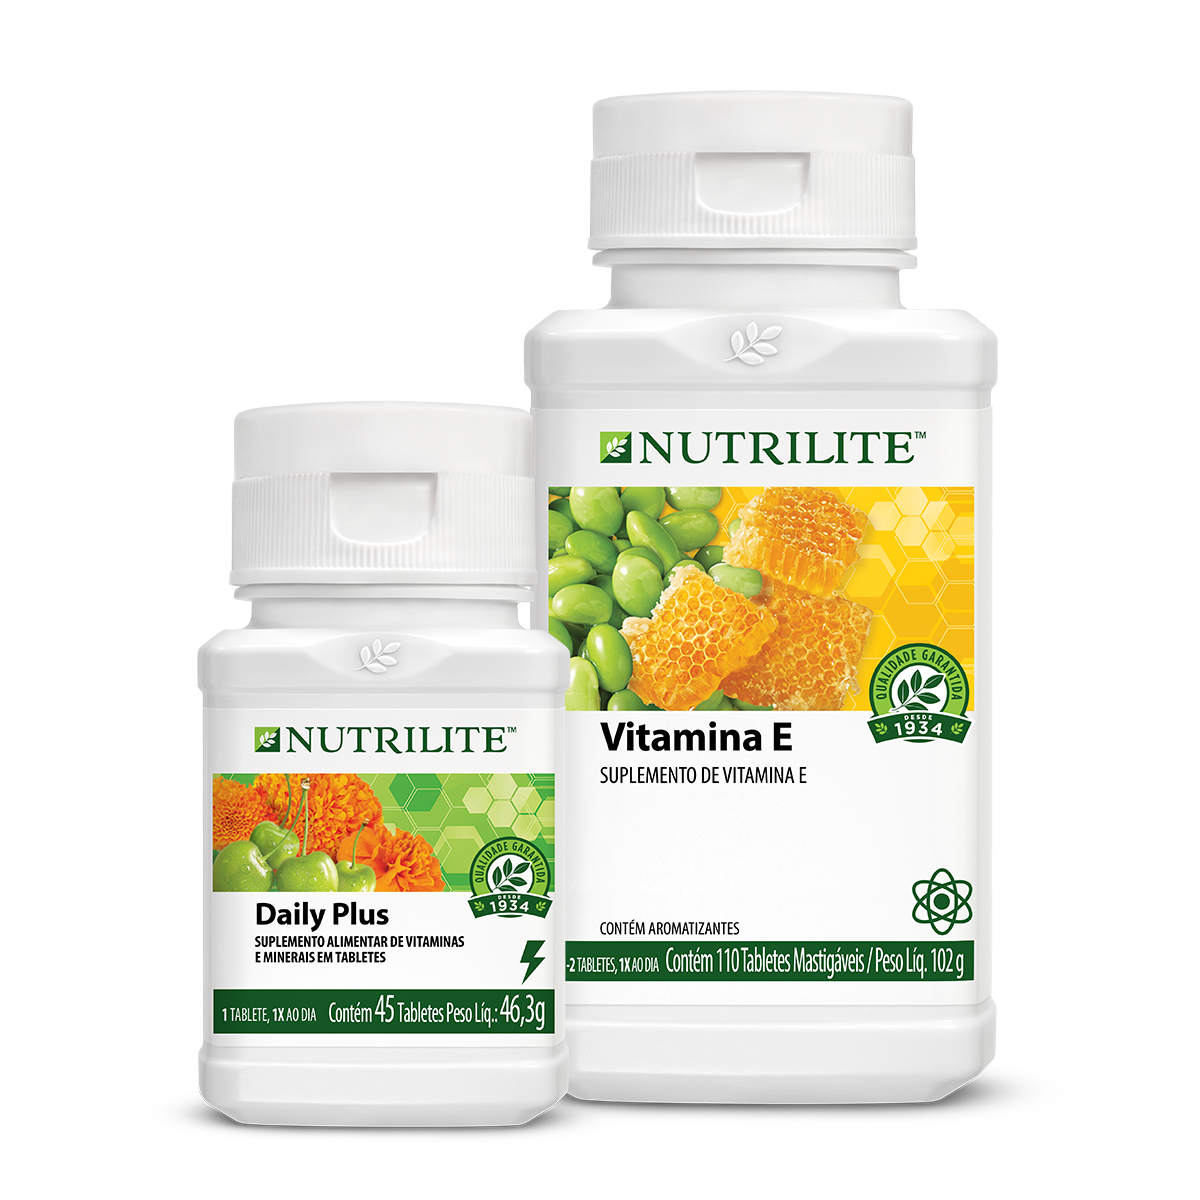 NUTRILITE™
Daily Plus
SUPLEMENTO ALIMENTAR DE VITAMINAS
E MINERAIS EM TABLETES
QUALIDADE GARANTIDA
DESDE
1934
1 TABLETE, 1X AO DIA Contém 45 Tabletes Peso Líq.: 46,3g
NUTRILITE™
QUALIDADE GARANTIDA
DESDE
1934
Vitamina E
SUPLEMENTO DE VITAMINA E
CONTÉM AROMATIZANTES
-2 TABLETES, 1X AO DIA Contém 110 Tabletes Mastigáveis / Peso Líq. 102 g